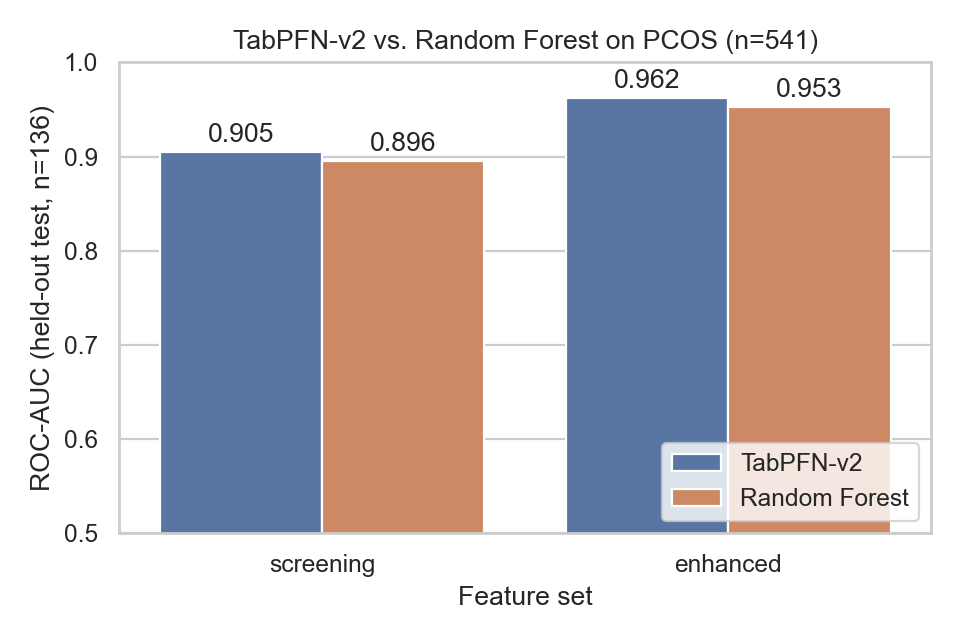 TabPFN-v2 vs. Random Forest on PCOS (n=541)
ROC-AUC (held-out test, n=136)
1.0
0.9
0.8
0.7
0.6
0.5
0.905
0.896
0.962
0.953
TabPFN-v2
Random Forest
screening
enhanced
Feature set